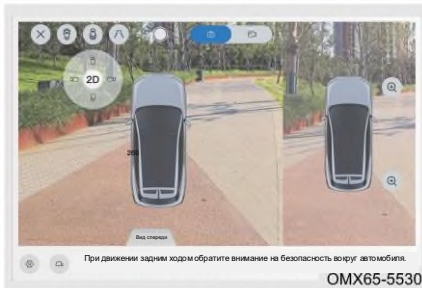 2D
Вид спереди
При движении задним ходом обратите внимание на безопасность вокруг автомобиля.
OMX65-5530